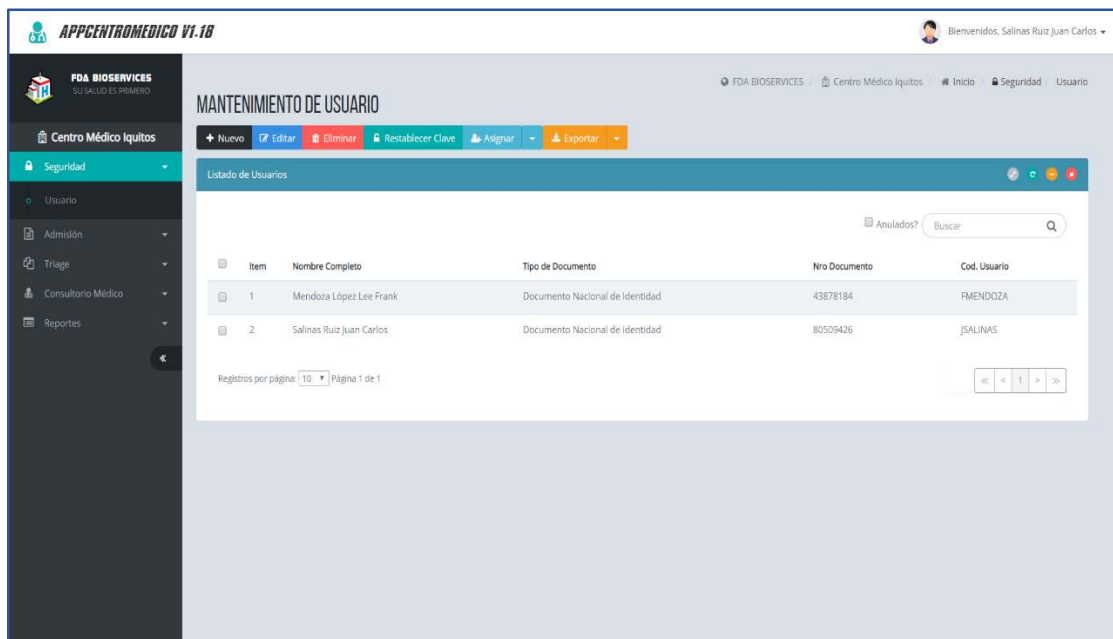 APPCENTROMEDICO V1.18
Bienvenidos, Salinas Ruiz Juan Carlos
FDA BIOSERVICES
SU SALUD ES PRIMERO
Centro Médico Iquitos
Seguridad
Usuario
Admisión
Triage
Consultorio Médico
Reportes
FDA BIOSERVICES / Centro Médico Iquitos / Inicio / Seguridad / Usuario
MANTENIMIENTO DE USUARIO
Nuevo Editar Eliminar Restablecer Clave Asignar Exportar
Listado de Usuarios
Anulados? Buscar
Item Nombre Completo Tipo de Documento Nro Documento Cod. Usuario
1 Mendoza López Lee Frank Documento Nacional de Identidad 43878184 FMENDOZA
2 Salinas Ruiz Juan Carlos Documento Nacional de Identidad 80509426 JSALINAS
Registros por página: 10 Página 1 de 1
« < 1 > »